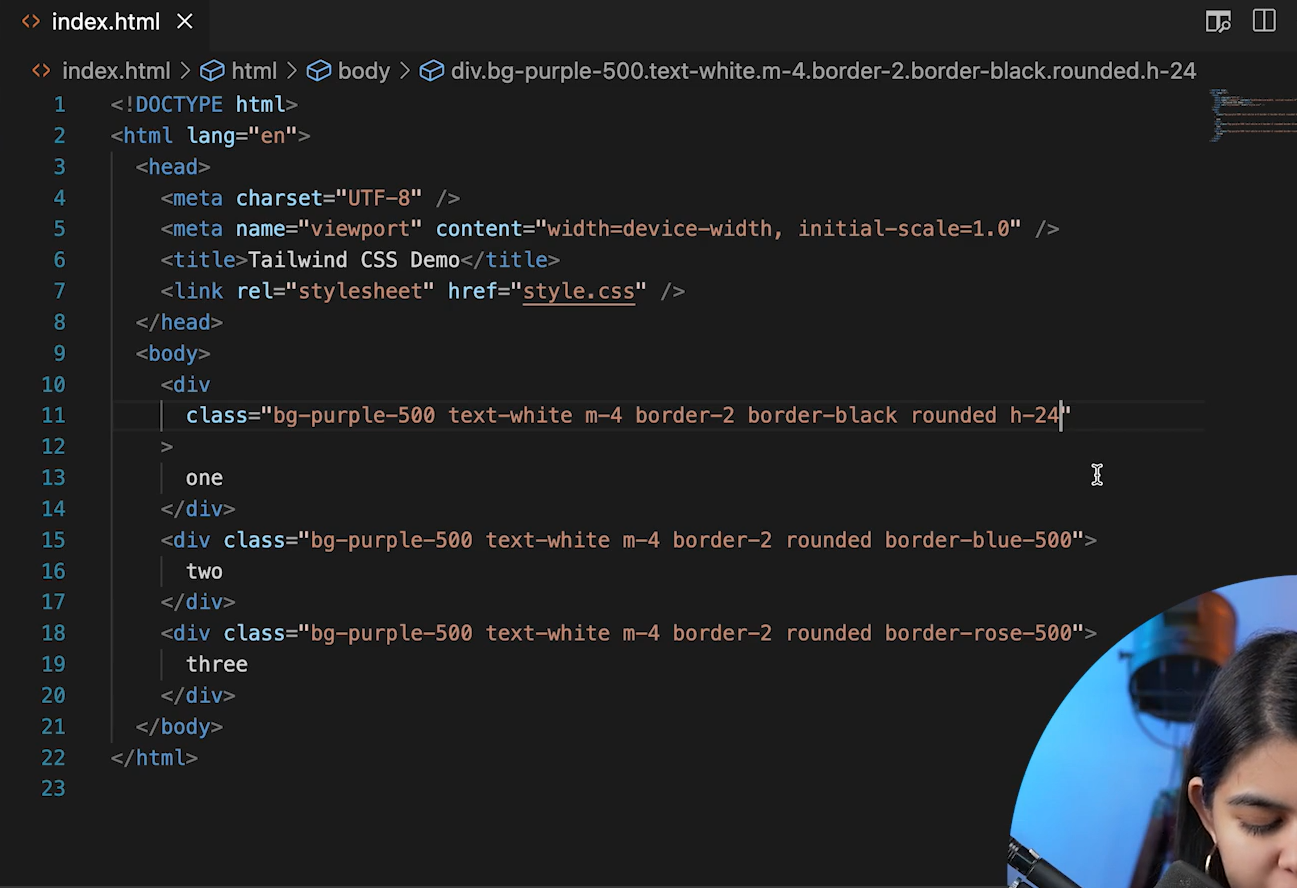 index.html
index.html > html > body > div.bg-purple-500.text-white.m-4.border-2.border-black.rounded.h-24
1 <!DOCTYPE html>
2 <html lang="en">
3 <head>
4 <meta charset="UTF-8" />
5 <meta name="viewport" content="width=device-width, initial-scale=1.0" />
6 <title>Tailwind CSS Demo</title>
7 <link rel="stylesheet" href="style.css" />
8 </head>
9 <body>
10 <div
11 class="bg-purple-500 text-white m-4 border-2 border-black rounded h-24"
12 >
13 one
14 </div>
15 <div class="bg-purple-500 text-white m-4 border-2 rounded border-blue-500">
16 two
17 </div>
18 <div class="bg-purple-500 text-white m-4 border-2 rounded border-rose-500">
19 three
20 </div>
21 </body>
22 </html>
23